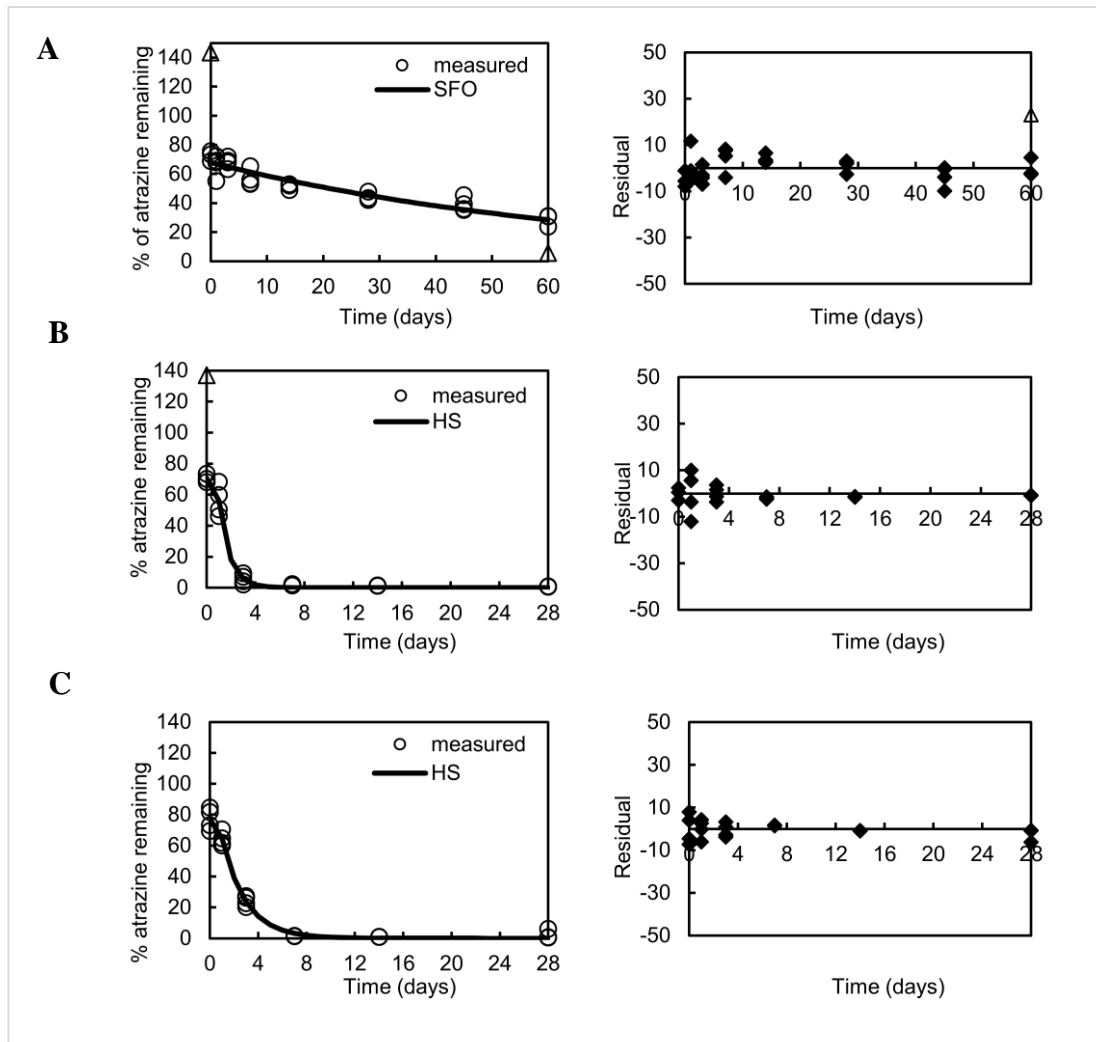 A
% of atrazine remaining
140
120
100
80
60
40
20
0
0 10 20 30 40 50 60
Time (days)
measured
SFO
Residual
50
30
10
-10
-30
-50
0 10 20 30 40 50 60
Time (days)
B
% atrazine remaining
140
120
100
80
60
40
20
0
0 4 8 12 16 20 24 28
Time (days)
measured
HS
Residual
50
30
10
-10
-30
-50
0 4 8 12 16 20 24 28
Time (days)
C
% atrazine remaining
140
120
100
80
60
40
20
0
0 4 8 12 16 20 24 28
Time (days)
measured
HS
Residual
50
30
10
-10
-30
-50
0 4 8 12 16 20 24 28
Time (days)